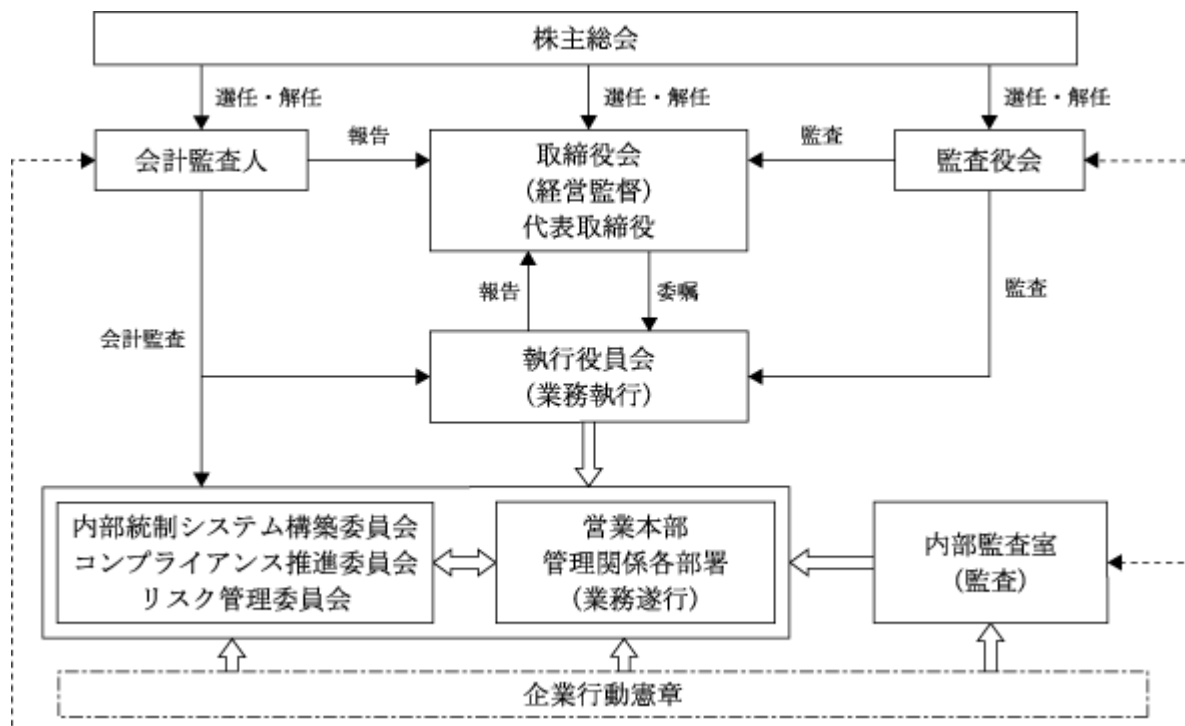 株主総会
選任・解任
選任・解任
選任・解任
会計監査人
報告
取締役会
(経営監督)
代表取締役
監査
監査役会
報告
委嘱
監査
会計監査
執行役員会
(業務執行)
内部統制システム構築委員会
コンプライアンス推進委員会
リスク管理委員会
営業本部
管理関係各部署
(業務遂行)
内部監査室
(監査)
企業行動憲章